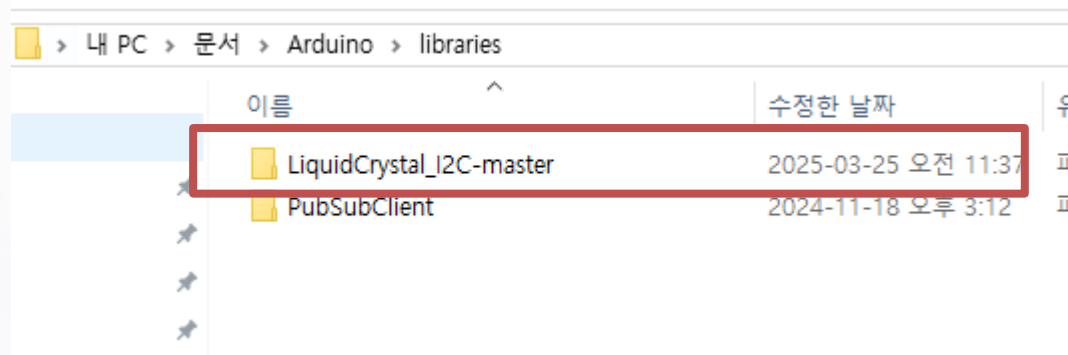 내 PC > 문서 > Arduino > libraries
이름 수정한 날짜
LiquidCrystal_I2C-master 2025-03-25 오전 11:37
PubSubClient 2024-11-18 오후 3:12